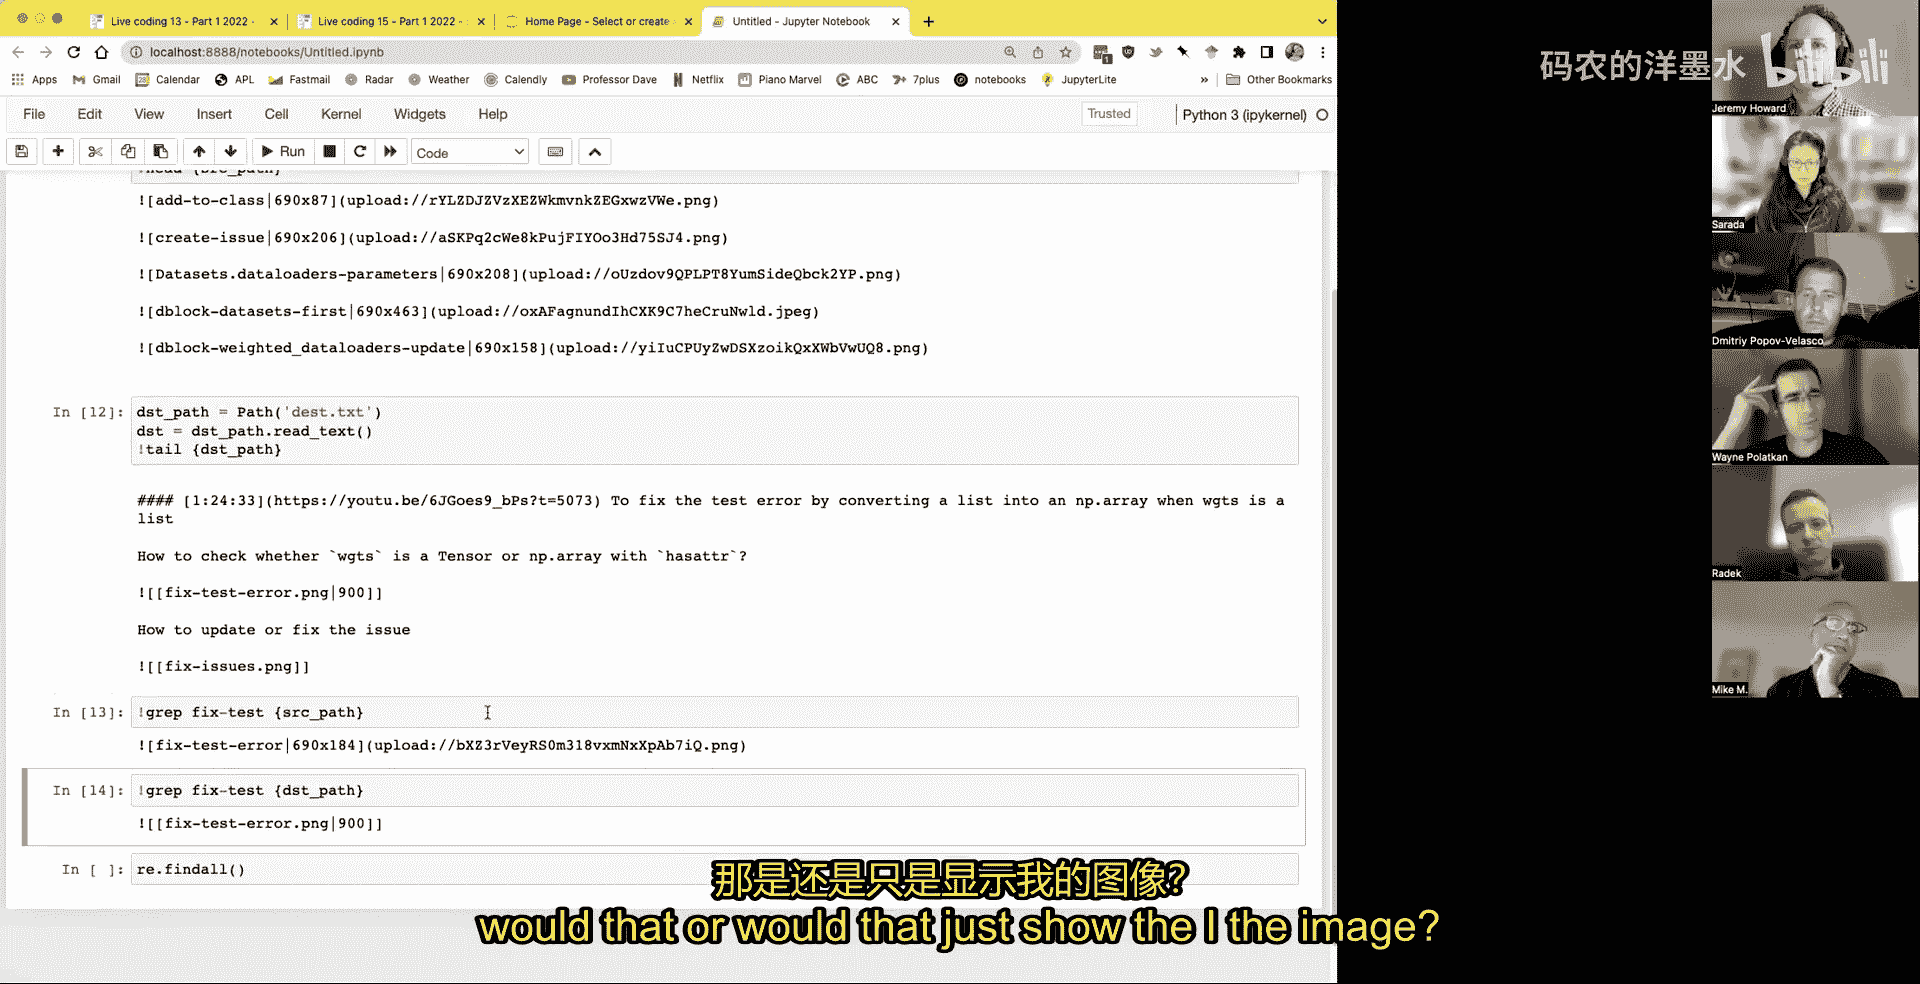 Live coding 13 - Part 1 2022 -
Live coding 15 - Part 1 2022 -
Home Page - Select or create
Untitled - Jupyter Notebook
localhost:8888/notebooks/Untitled.ipynb
Apps
Gmail
Calendar
APL
Fastmail
Radar
Weather
Calendly
Professor Dave
Netflix
Piano Marvel
ABC
7plus
notebooks
JupyterLite
»
Other Bookmarks
File
Edit
View
Insert
Cell
Kernel
Widgets
Help
Trusted
Python 3 (ipykernel)
Run
Code
!head {src_path}
![add-to-class|690x87](upload://rYLZDJZVzXEZWkmvnkZEGxwzVWe.png)
![create-issue|690x206](upload://aSKPq2cWe8kPujFIYOo3Hd75SJ4.png)
![Datasets.dataloaders-parameters|690x208](upload://oUzdov9QPLPT8YumSideQbck2YP.png)
![dblock-datasets-first|690x463](upload://oxAFagnundIhCXK9C7heCruNwld.jpeg)
![dblock-weighted_dataloaders-update|690x158](upload://yiIuCPUyZwDSXzoikQxXWbVwUQ8.png)
In [12]:
dst_path = Path('dest.txt')
dst = dst_path.read_text()
!tail {dst_path}
#### [1:24:33](https://youtu.be/6JGoes9_bPs?t=5073) To fix the test error by converting a list into an np.array when wgts is a
list
How to check whether `wgts` is a Tensor or np.array with `hasattr`?
![[fix-test-error.png|900]]
How to update or fix the issue
![[fix-issues.png]]
In [13]:
!grep fix-test {src_path}
![fix-test-error|690x184](upload://bXZ3rVeyRS0m318vxmNxXpAb7iQ.png)
In [14]:
!grep fix-test {dst_path}
![[fix-test-error.png|900]]
In [ ]:
re.findall()
那是还是只是显示我的图像?
would that or would that just show the I the image?
码农的洋墨水 bilibili
Jeremy Howard
Sarada
Dmitriy Popov-Velasco
Wayne Polatkan
Radek
Mike M.